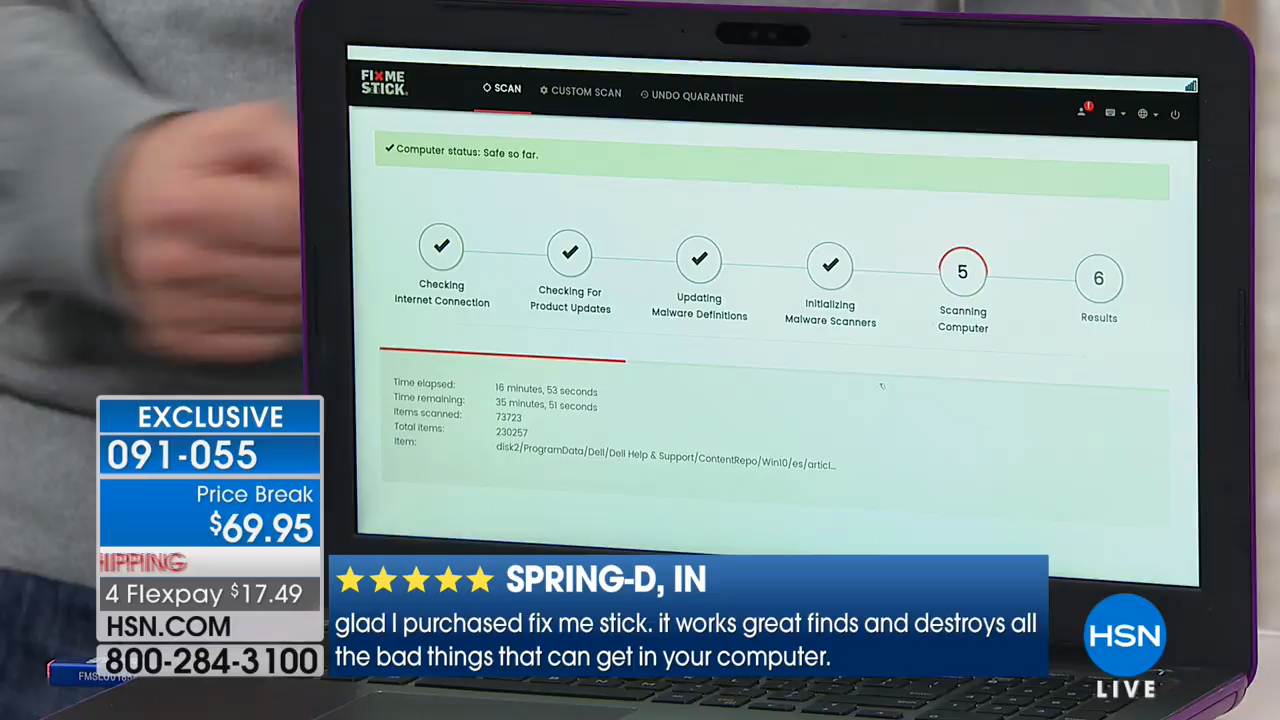 FIXME
STICK®
SCAN
CUSTOM SCAN
UNDO QUARANTINE
Computer status: Safe so far.
Checking
Internet Connection
Checking For
Product Updates
Updating
Malware Definitions
Initializing
Malware Scanners
5
Scanning
Computer
6
Results
Time elapsed: 16 minutes, 53 seconds
Time remaining: 35 minutes, 51 seconds
Items scanned: 73723
Total items: 230257
Item: disk2/ProgramData/Dell/Dell Help & Support/ContentRepo/Win10/es/articl...
EXCLUSIVE
091-055
Price Break
$69.95
HIPPING
4 Flexpay $17.49
HSN.COM
800-284-3100
★★★★★ SPRING-D, IN
glad I purchased fix me stick. it works great finds and destroys all
the bad things that can get in your computer.
HSN
LIVE